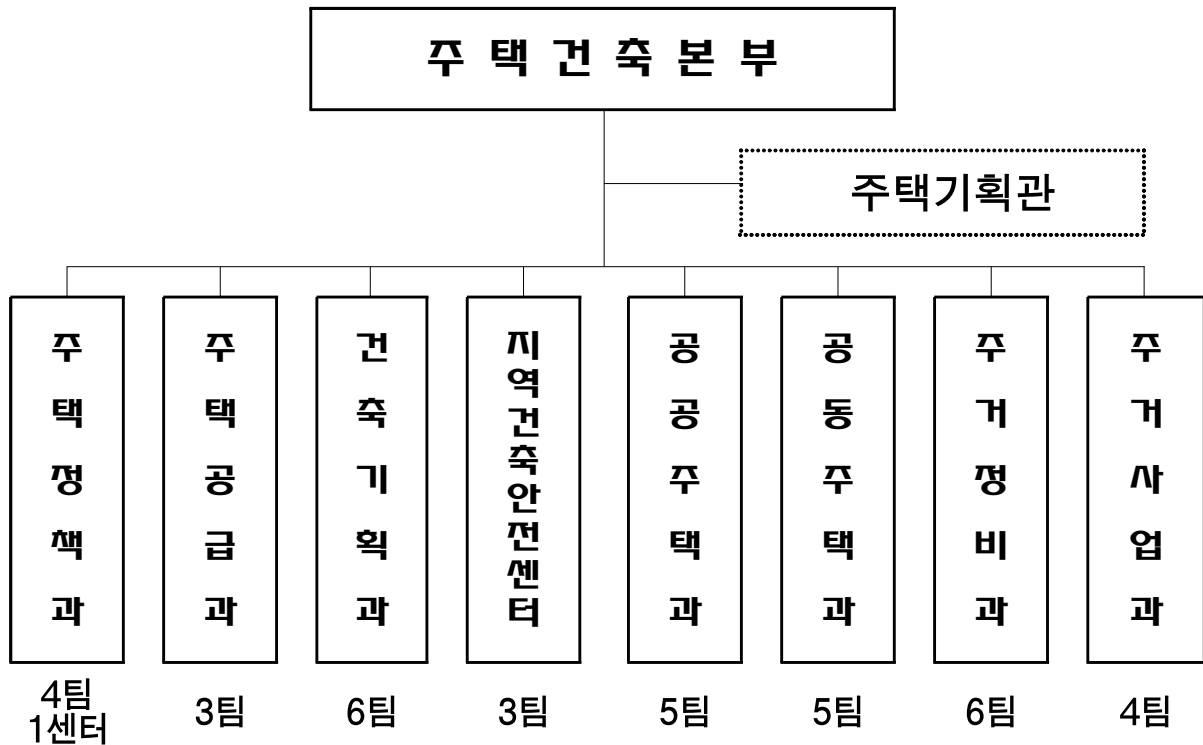 주택건축본부
주택기획관
주택정책과
주택공급과
건축기획과
지역건축안전센터
공공주택과
공동주택과
주거정비과
주거사업과
4팀
1센터
3팀
6팀
3팀
5팀
5팀
6팀
4팀